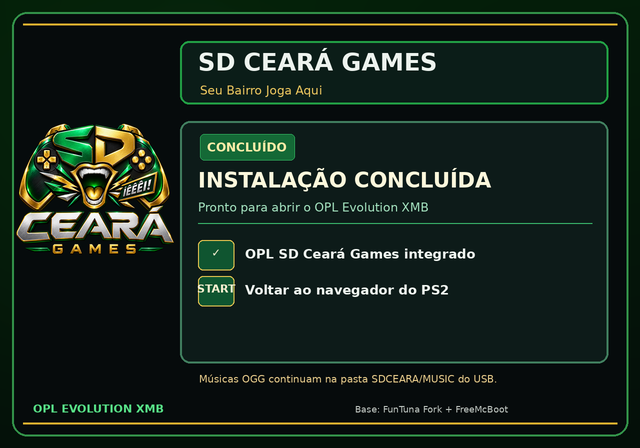 SD CEARÁ GAMES
Seu Bairro Joga Aqui
SD
IÊÊÊI!
CEARÁ
GAMES
CONCLUÍDO
INSTALAÇÃO CONCLUÍDA
Pronto para abrir o OPL Evolution XMB
✓ OPL SD Ceará Games integrado
START Voltar ao navegador do PS2
Músicas OGG continuam na pasta SDCEARA/MUSIC do USB.
OPL EVOLUTION XMB
Base: FunTuna Fork + FreeMcBoot